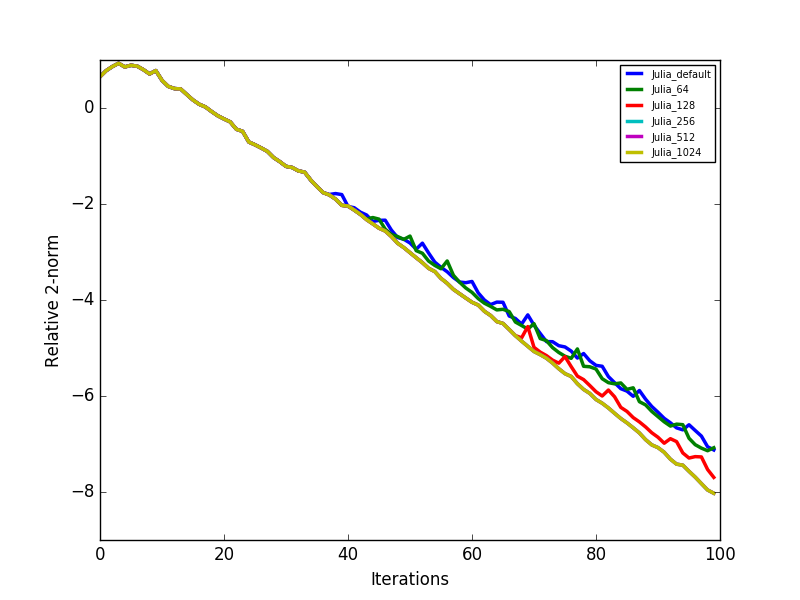 Julia_default
Julia_64
Julia_128
Julia_256
Julia_512
Julia_1024
0
−2
−4
−6
−8
Relative 2-norm
0 20 40 60 80 100
Iterations